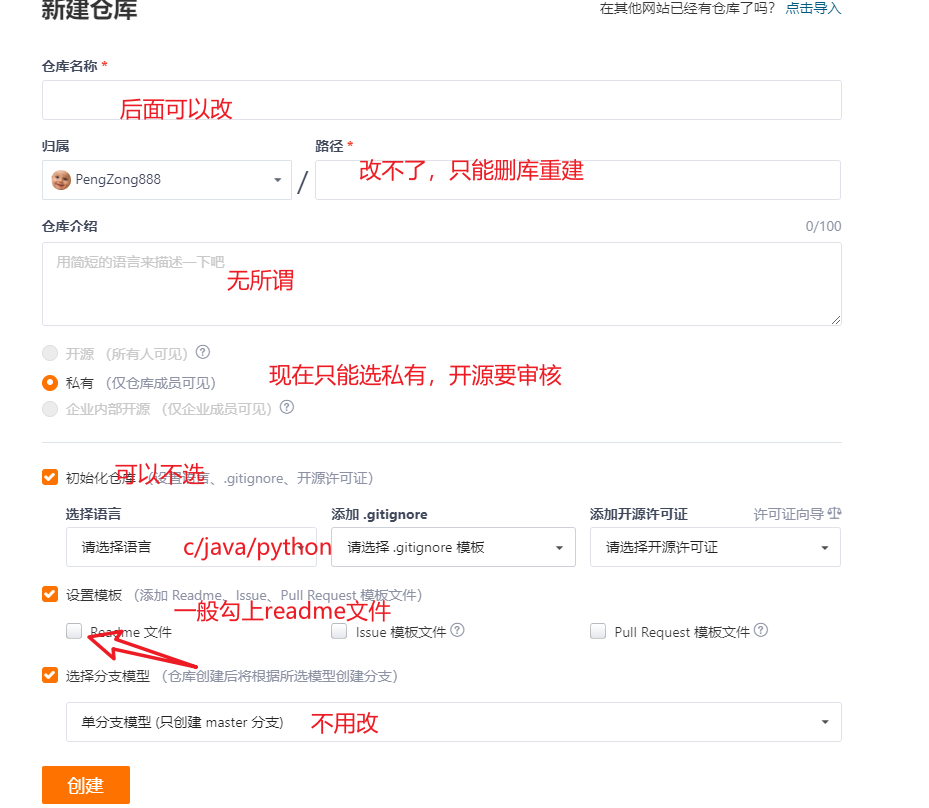 新建仓库
在其他网站已经有仓库了吗? 点击导入
仓库名称 *
后面可以改
归属
路径 *
PengZong888
/
改不了，只能删库重建
仓库介绍
0/100
用简短的语言来描述一下吧
无所谓
开源 （所有人可见）
私有 （仅仓库成员可见）
现在只能选私有，开源要审核
企业内部开源 （仅企业成员可见）
可以不选
初始化仓库 （设置语言、.gitignore、开源许可证）
选择语言
添加 .gitignore
添加开源许可证
许可证向导
请选择语言
c/java/python
请选择 .gitignore 模板
请选择开源许可证
设置模板 （添加 Readme、Issue、Pull Request 模板文件）
一般勾上readme文件
Readme 文件
Issue 模板文件
Pull Request 模板文件
选择分支模型 （仓库创建后将根据所选模型创建分支）
单分支模型 (只创建 master 分支)
不用改
创建